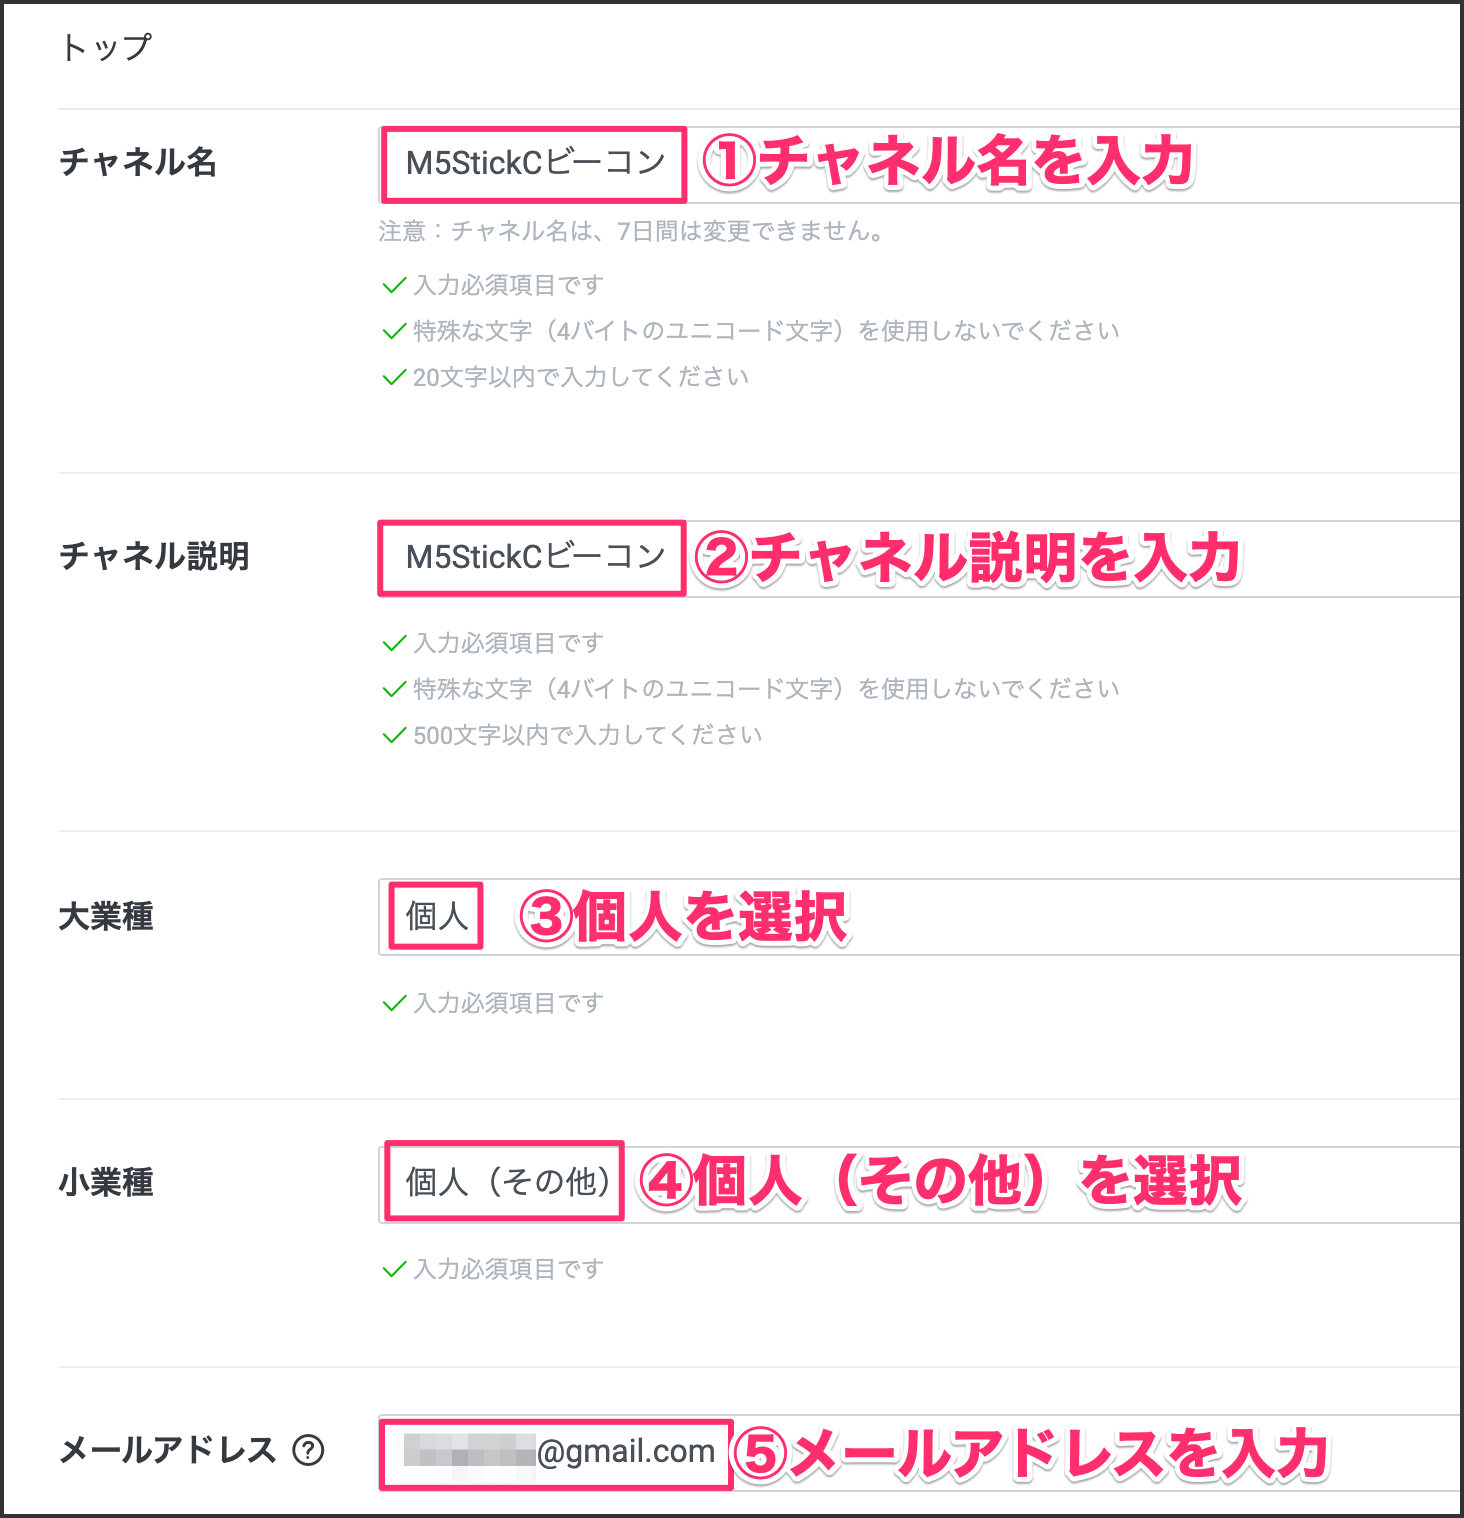 トップ
チャネル名
M5StickCビーコン
①チャネル名を入力
注意：チャネル名は、7日間は変更できません。
入力必須項目です
特殊な文字（4バイトのユニコード文字）を使用しないでください
20文字以内で入力してください
チャネル説明
M5StickCビーコン
②チャネル説明を入力
入力必須項目です
特殊な文字（4バイトのユニコード文字）を使用しないでください
500文字以内で入力してください
大業種
個人
③個人を選択
入力必須項目です
小業種
個人（その他）
④個人（その他）を選択
入力必須項目です
メールアドレス ?
@gmail.com
⑤メールアドレスを入力